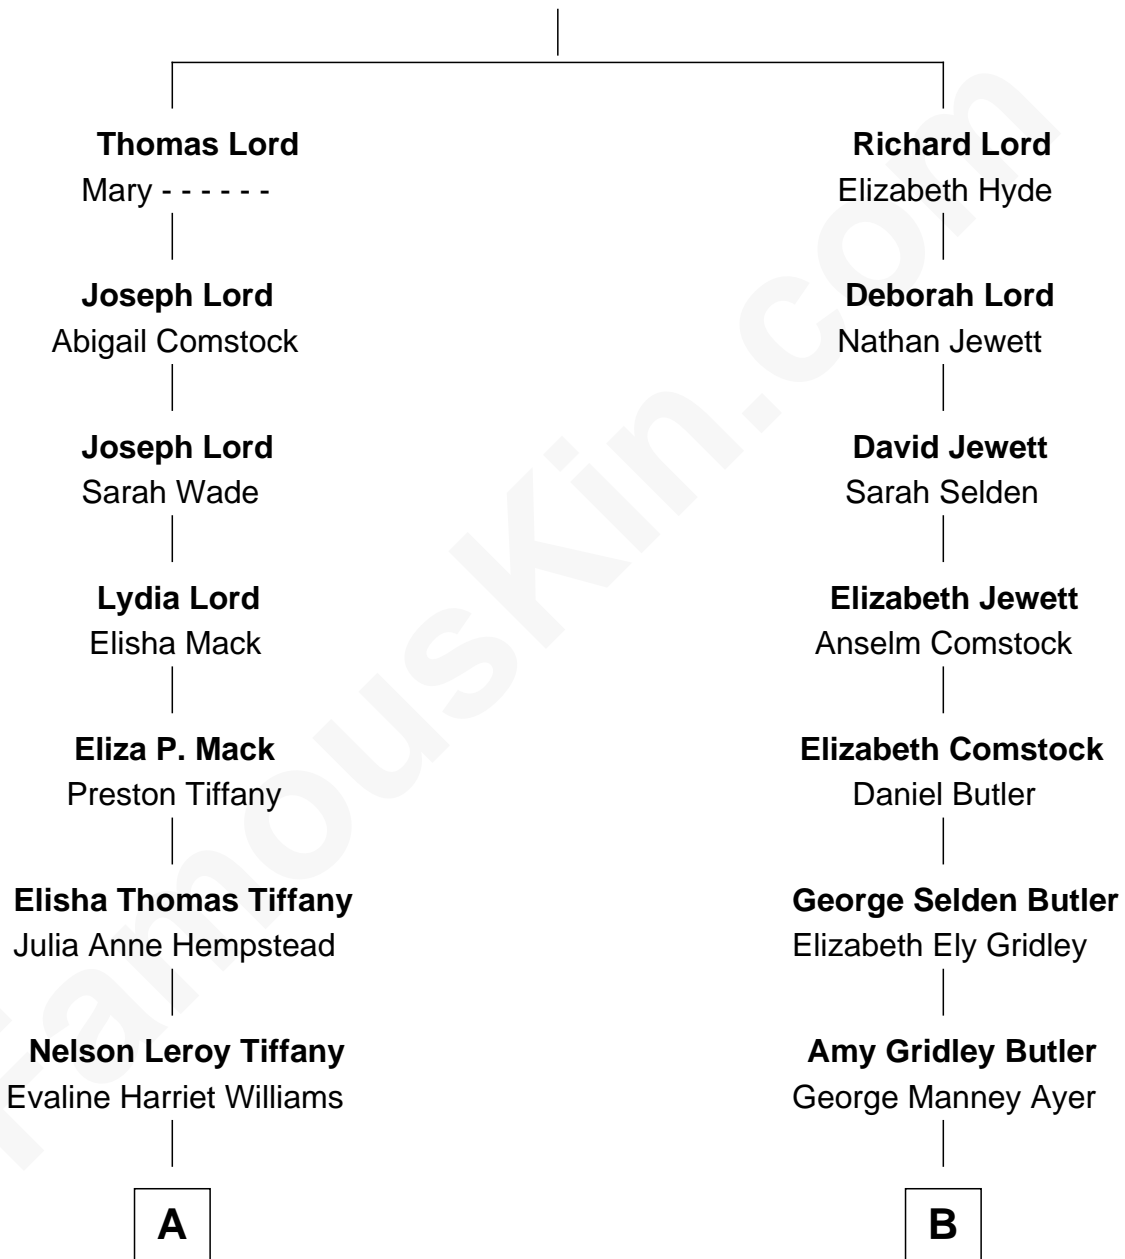 Thomas Lord
Mary - - - - - -
Joseph Lord
Abigail Comstock
Joseph Lord
Sarah Wade
Lydia Lord
Elisha Mack
Eliza P. Mack
Preston Tiffany
Elisha Thomas Tiffany
Julia Anne Hempstead
Nelson Leroy Tiffany
Evaline Harriet Williams
A
Richard Lord
Elizabeth Hyde
Deborah Lord
Nathan Jewett
David Jewett
Sarah Selden
Elizabeth Jewett
Anselm Comstock
Elizabeth Comstock
Daniel Butler
George Selden Butler
Elizabeth Ely Gridley
Amy Gridley Butler
George Manney Ayer
B
FamousKin.com